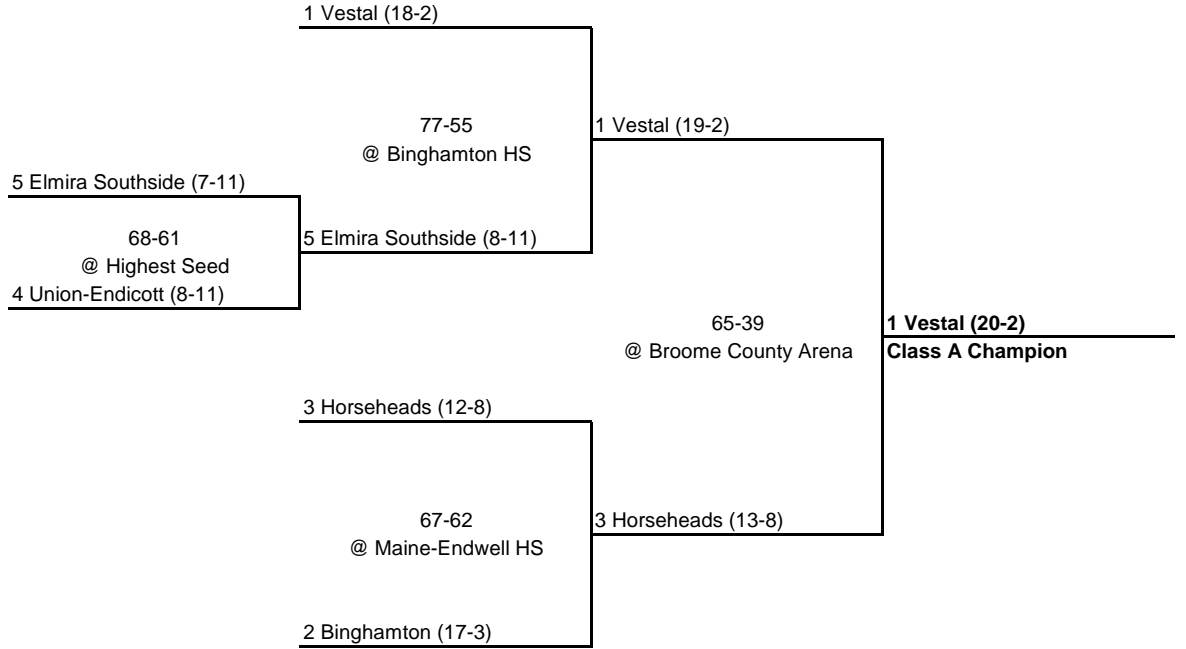 1 Vestal (18-2)
77-55
@ Binghamton HS
1 Vestal (19-2)
5 Elmira Southside (7-11)
68-61
@ Highest Seed
5 Elmira Southside (8-11)
4 Union-Endicott (8-11)
65-39
@ Broome County Arena
1 Vestal (20-2)
Class A Champion
3 Horseheads (12-8)
67-62
@ Maine-Endwell HS
3 Horseheads (13-8)
2 Binghamton (17-3)